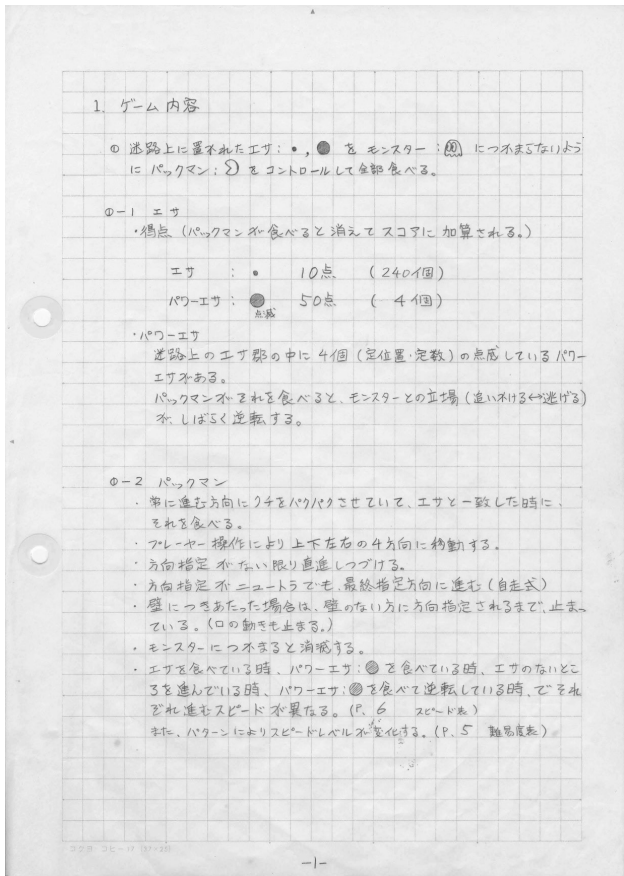 1. ゲーム内容
① 迷路上に置かれたエサ:・,● を モンスター: につかまらないよう
に パックマン: をコントロールして全部食べる。
①-1 エサ
・得点(パックマンが食べると消えてスコアに加算される。)
エサ : ・ 10点 (240個)
パワーエサ: ● 50点 ( 4個)
点滅
・パワーエサ
迷路上のエサ郡の中に4個(定位置・定数)の点滅しているパワー
エサがある。
パックマンがそれを食べると、モンスターとの立場(追いかける↔逃げる)
が、しばらく逆転する。
①-2 パックマン
・常に進む方向にクチをパクパクさせていて、エサと一致した時に、
それを食べる。
・プレーヤー操作により上下左右の4方向に移動する。
・方向指定がない限り直進しつづける。
・方向指定がニュートラでも、最終指定方向に進む(自走式)
・壁につきあたった場合は、壁のない方に方向指定されるまで、止まっ
ている。(口の動きも止まる。)
・モンスターにつかまると消滅する。
・エサを食べている時、パワーエサ:●を食べている時、エサのないとこ
ろを進んでいる時、パワーエサ:●を食べて逆転している時、でそれ
ぞれ進むスピードが異なる。(P. 6 スピード表)
また、パターンによりスピードレベルが変化する。(P. 5 難易度表)
-1-